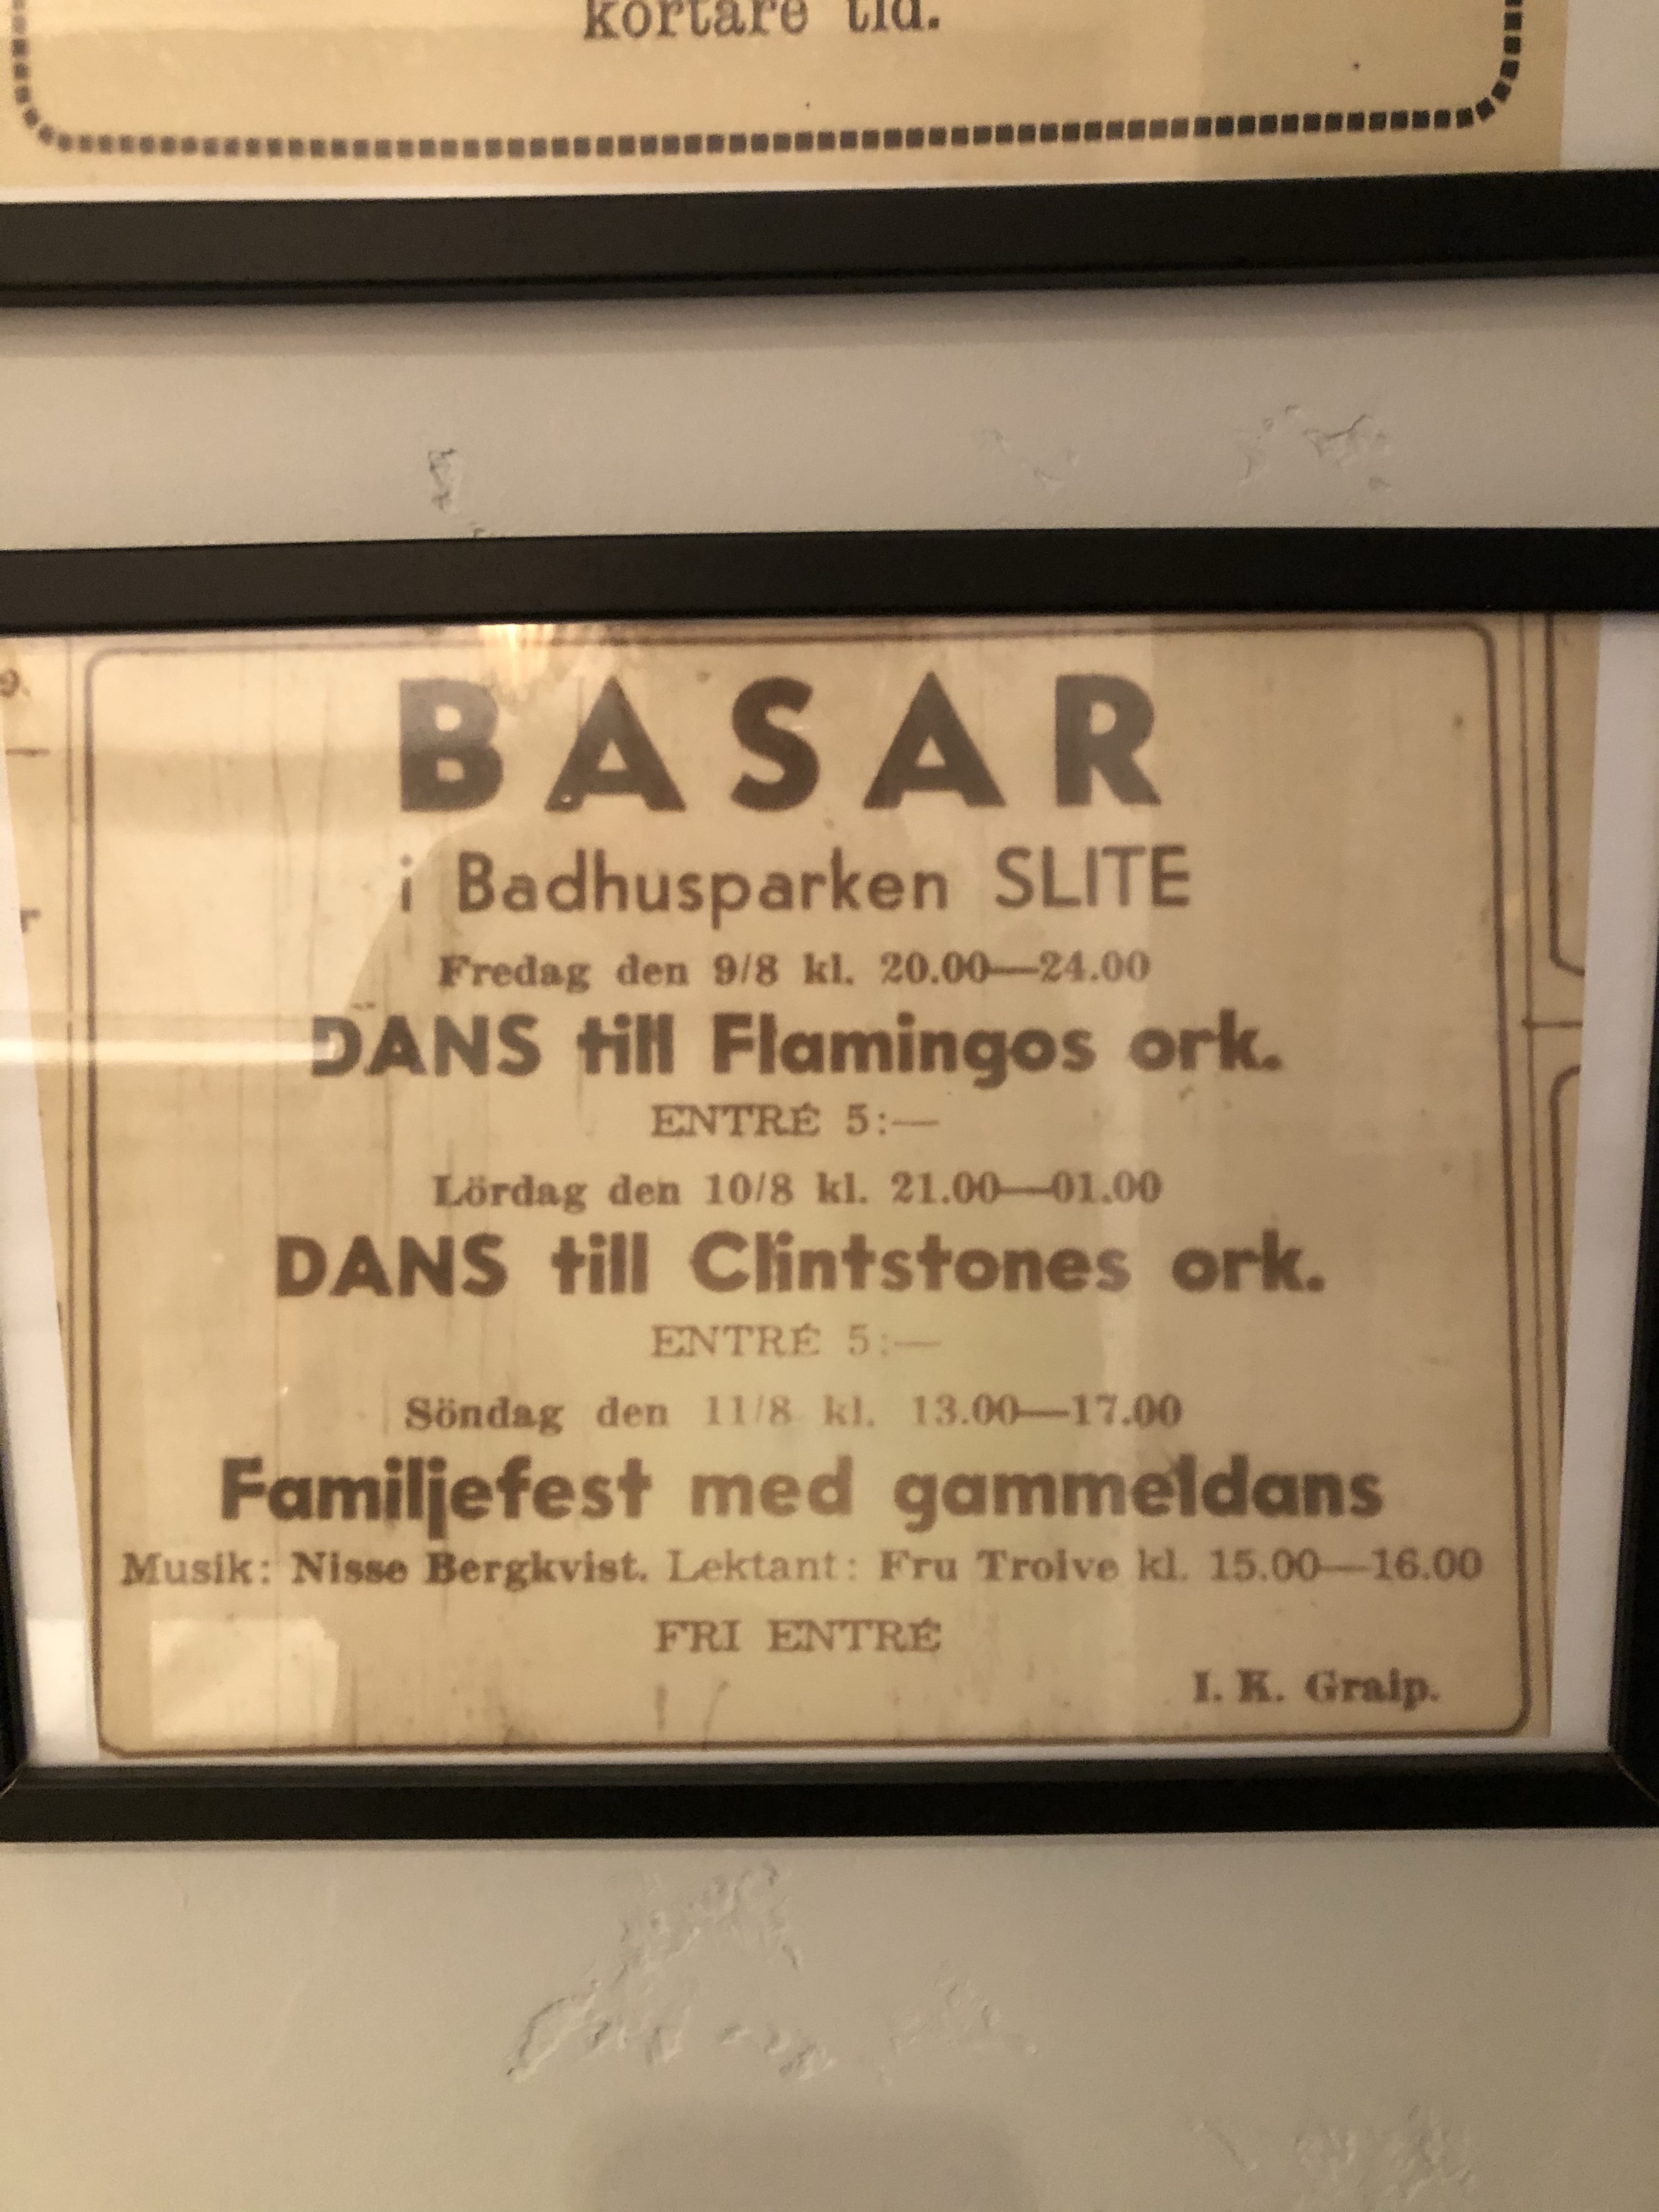 kortare tid.
BASAR
i Badhusparken SLITE
Fredag den 9/8 kl. 20.00—24.00
DANS till Flamingos ork.
ENTRÉ 5:—
Lördag den 10/8 kl. 21.00—01.00
DANS till Clintstones ork.
ENTRÉ 5:—
Söndag den 11/8 kl. 13.00—17.00
Familjefest med gammeldans
Musik: Nisse Bergkvist. Lektant: Fru Troive kl. 15.00—16.00
FRI ENTRÉ
I. K. Graip.